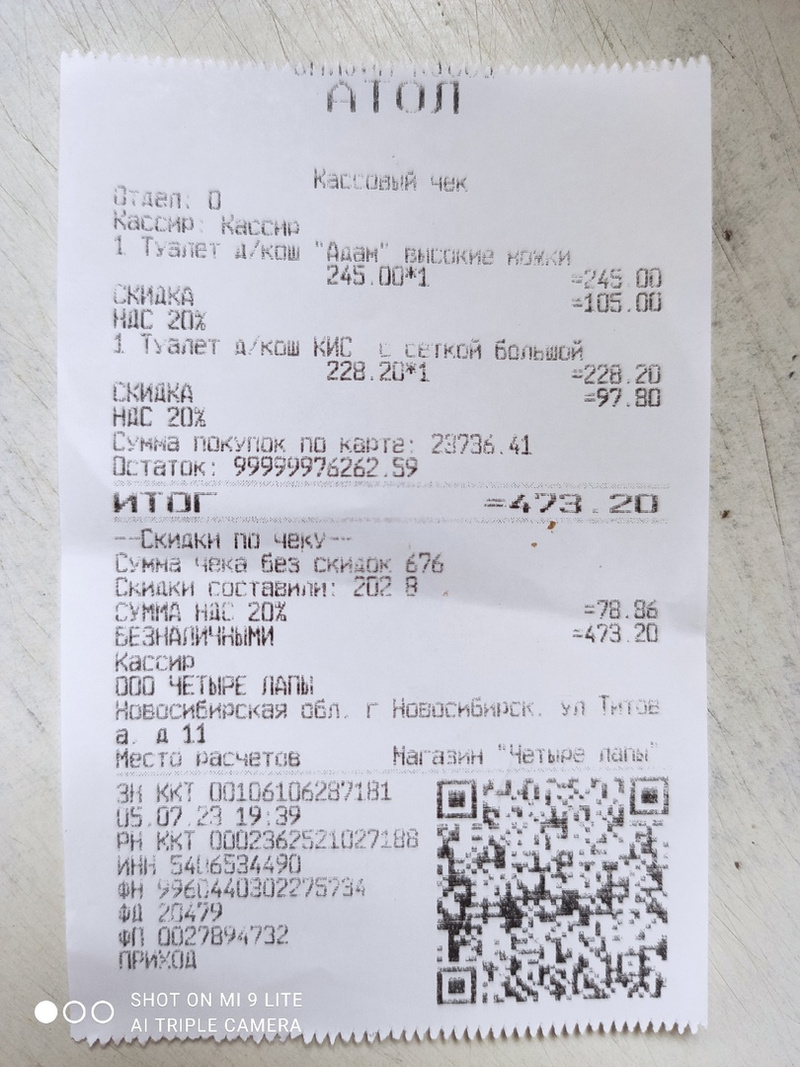 АТОЛ
Кассовый чек
Отдел: 0
Кассир: Кассир
1 Туалет д/кош "Адам" высокие ножки
245.00*1 =245.00
СКИДКА =105.00
НДС 20%
1 Туалет д/кош КИС с сеткой большой
228.20*1 =228.20
СКИДКА =97.80
НДС 20%
Сумма покупок по карте: 23736.41
Остаток: 99999976262.59
ИТОГ =473.20
---Скидки по чеку---
Сумма чека без скидок 676
Скидки составили: 202.8
СУММА НДС 20% =78.86
БЕЗНАЛИЧНЫМИ =473.20
Кассир
ООО ЧЕТЫРЕ ЛАПЫ
Новосибирская обл. г Новосибирск. ул Титов
а. д 11
Место расчетов Магазин "Четыре лапы"
ЗН ККТ 00106106287181
05.07.23 19:39
РН ККТ 0002362521027188
ИНН 5406534490
ФН 9960440302275734
ФД 20479
ФП 0027894732
ПРИХОД
SHOT ON MI 9 LITE
AI TRIPLE CAMERA